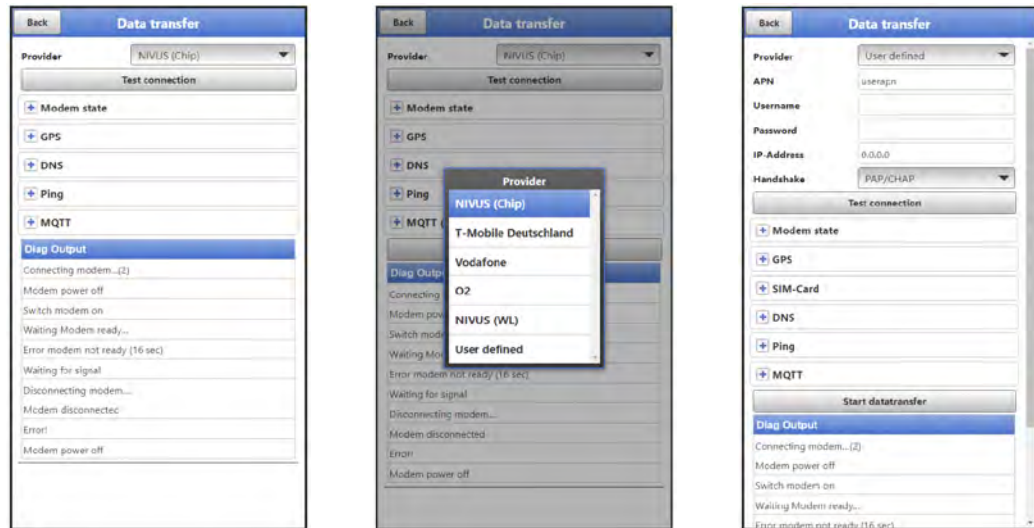 Back Data transfer
Provider NIVUS (Chip)
Test connection
Modem state
GPS
DNS
Ping
MQTT
Diag Output
Connecting modem...(2)
Modem power off
Switch modem on
Waiting Modem ready...
Error modem not ready (16 sec)
Waiting for signal
Disconnecting modem....
Modem disconnected
Error!
Modem power off
Back Data transfer
Provider NIVUS (Chip)
Test connection
Modem state
GPS
DNS
Ping
MQTT (
Provider
NIVUS (Chip)
T-Mobile Deutschland
Vodafone
O2
NIVUS (WL)
User defined
Diag Outp
Connecting
Modem pow
Switch mode
Waiting Mo
Error modem not ready (16 sec)
Waiting for signal
Disconnecting modem....
Modem disconnected
Error!
Modem power off
Back Data transfer
Provider User defined
APN userapn
Username
Password
IP-Address 0.0.0.0
Handshake PAP/CHAP
Test connection
Modem state
GPS
SIM-Card
DNS
Ping
MQTT
Start datatransfer
Diag Output
Connecting modem...(2)
Modem power off
Switch modem on
Waiting Modem ready...
Error modem not ready (16 sec)